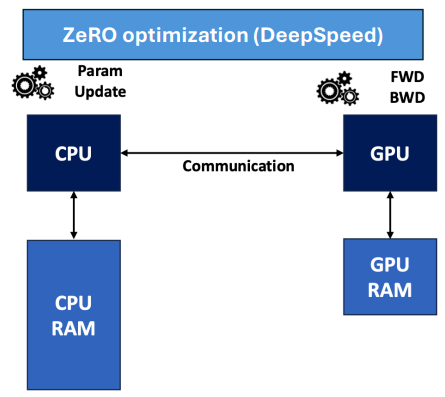 ZeRO optimization (DeepSpeed)
Param
Update
FWD
BWD
CPU
GPU
Communication
CPU
RAM
GPU
RAM